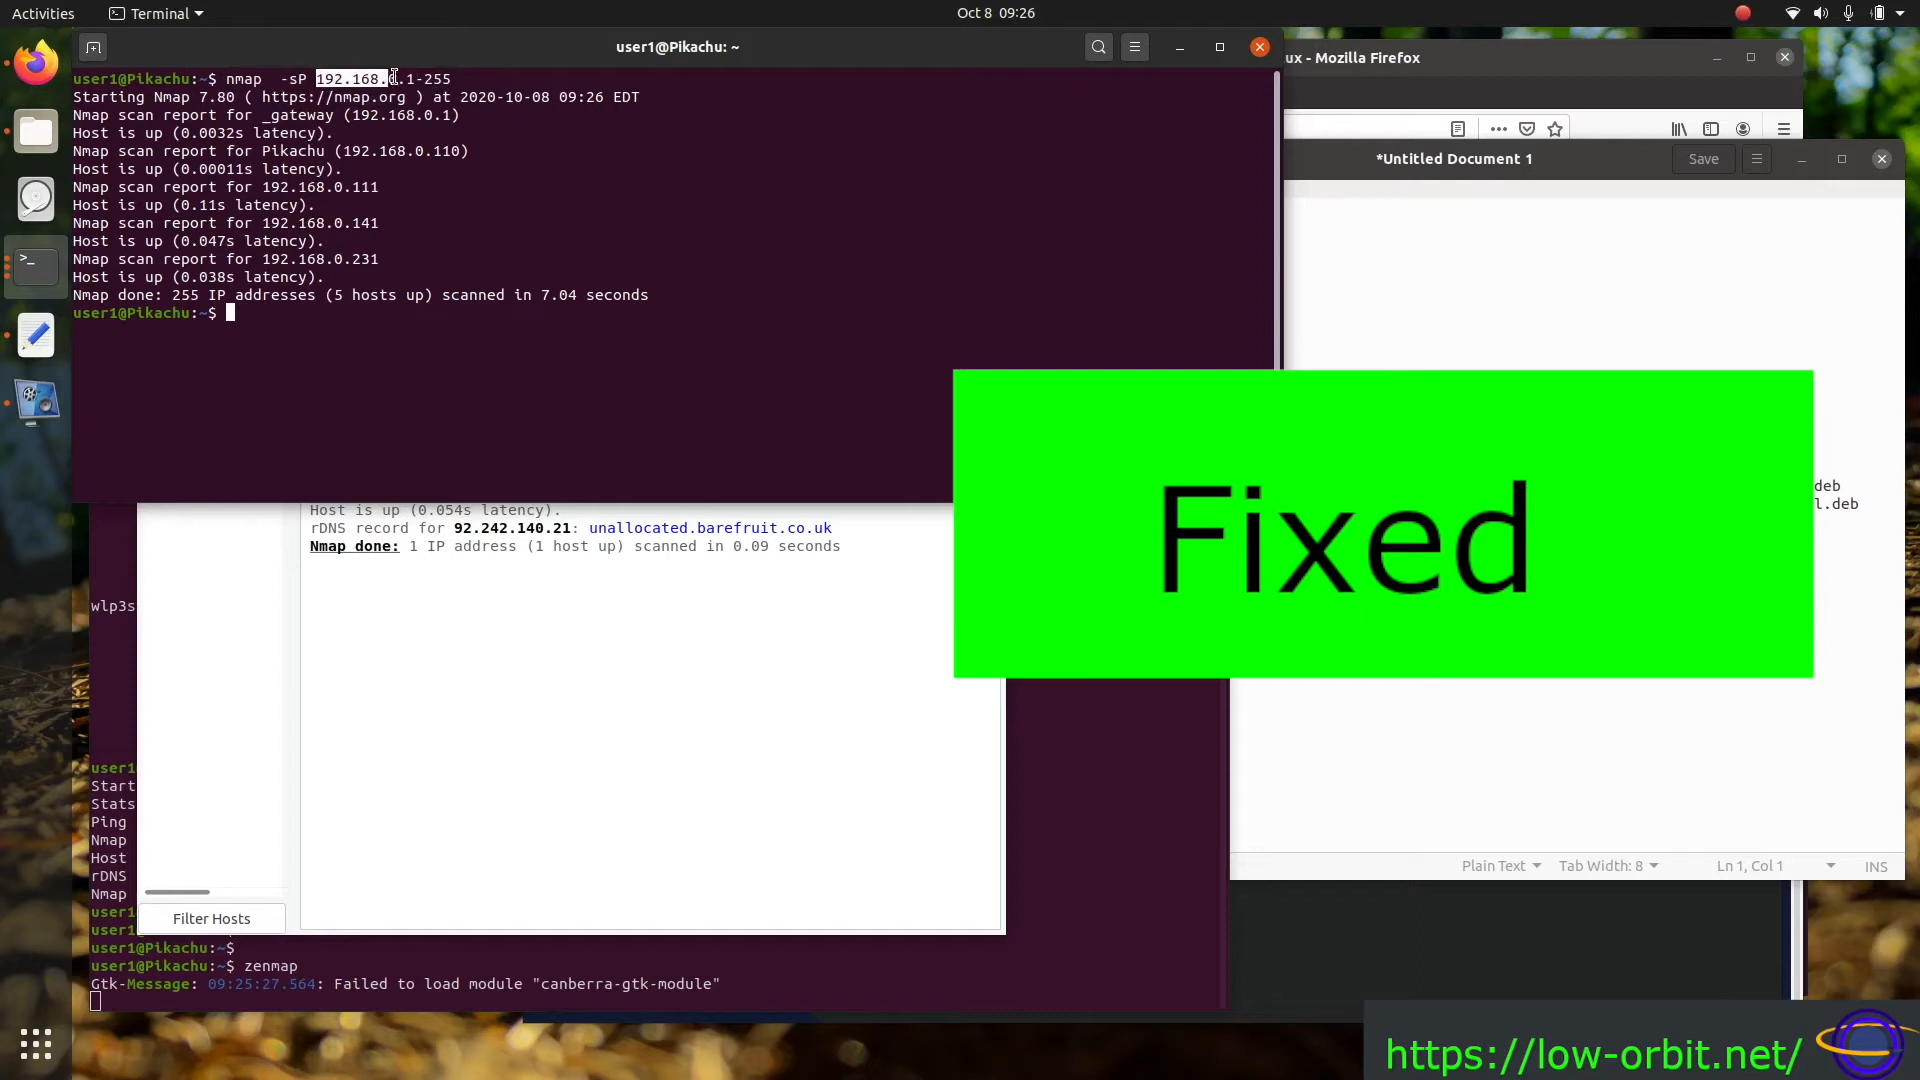 Activities
Terminal
Oct 8 09:26
user1@Pikachu: ~
user1@Pikachu:~$ nmap  -sP 192.168.0.1-255
Starting Nmap 7.80 ( https://nmap.org ) at 2020-10-08 09:26 EDT
Nmap scan report for _gateway (192.168.0.1)
Host is up (0.0032s latency).
Nmap scan report for Pikachu (192.168.0.110)
Host is up (0.00011s latency).
Nmap scan report for 192.168.0.111
Host is up (0.11s latency).
Nmap scan report for 192.168.0.141
Host is up (0.047s latency).
Nmap scan report for 192.168.0.231
Host is up (0.038s latency).
Nmap done: 255 IP addresses (5 hosts up) scanned in 7.04 seconds
user1@Pikachu:~$
ux - Mozilla Firefox
*Untitled Document 1
Save
deb
l.deb
Fixed
Plain Text
Tab Width: 8
Ln 1, Col 1
INS
Host is up (0.054s latency).
rDNS record for 92.242.140.21: unallocated.barefruit.co.uk
Nmap done: 1 IP address (1 host up) scanned in 0.09 seconds
Filter Hosts
wlp3s
user1
Start
Stats
Ping
Nmap
Host
rDNS
Nmap
user1
user1
user1@Pikachu:~$
user1@Pikachu:~$ zenmap
Gtk-Message: 09:25:27.564: Failed to load module "canberra-gtk-module"
https://low-orbit.net/